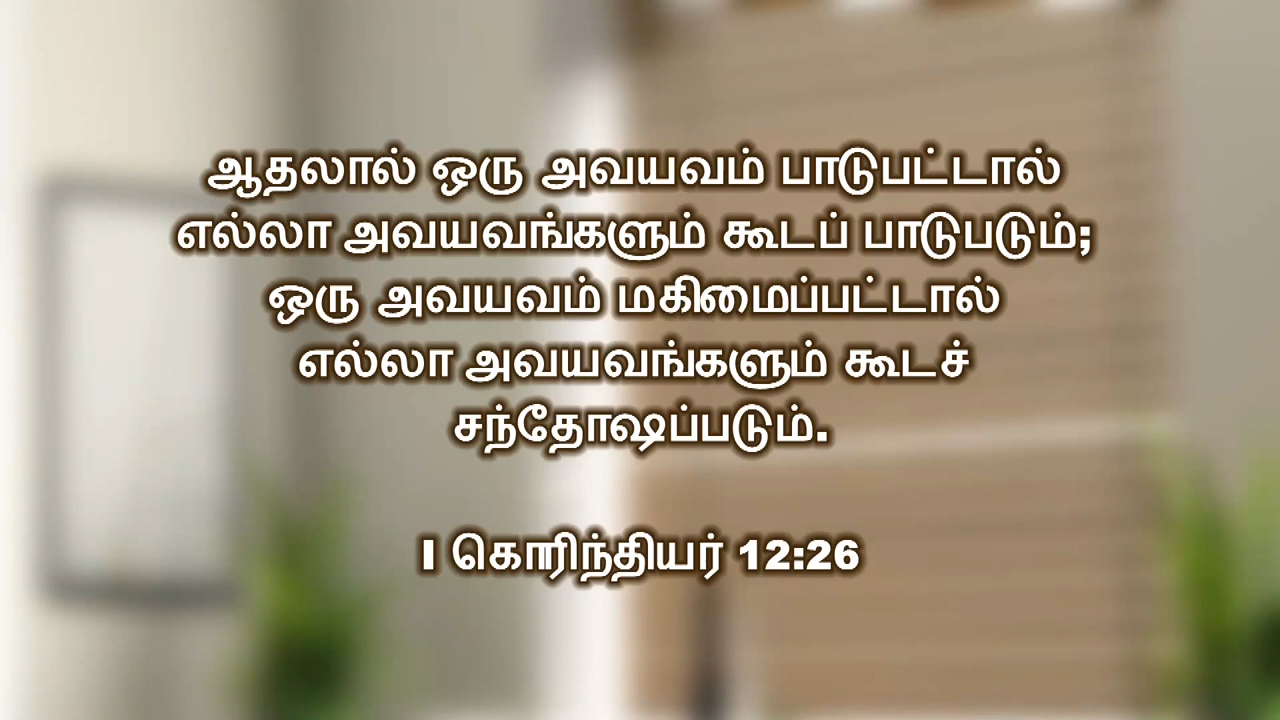 ஆதலால் ஒரு அவயவம் பாடுபட்டால்
எல்லா அவயவங்களும் கூடப் பாடுபடும்;
ஒரு அவயவம் மகிமைப்பட்டால்
எல்லா அவயவங்களும் கூடச்
சந்தோஷப்படும்.
I கொரிந்தியர் 12:26